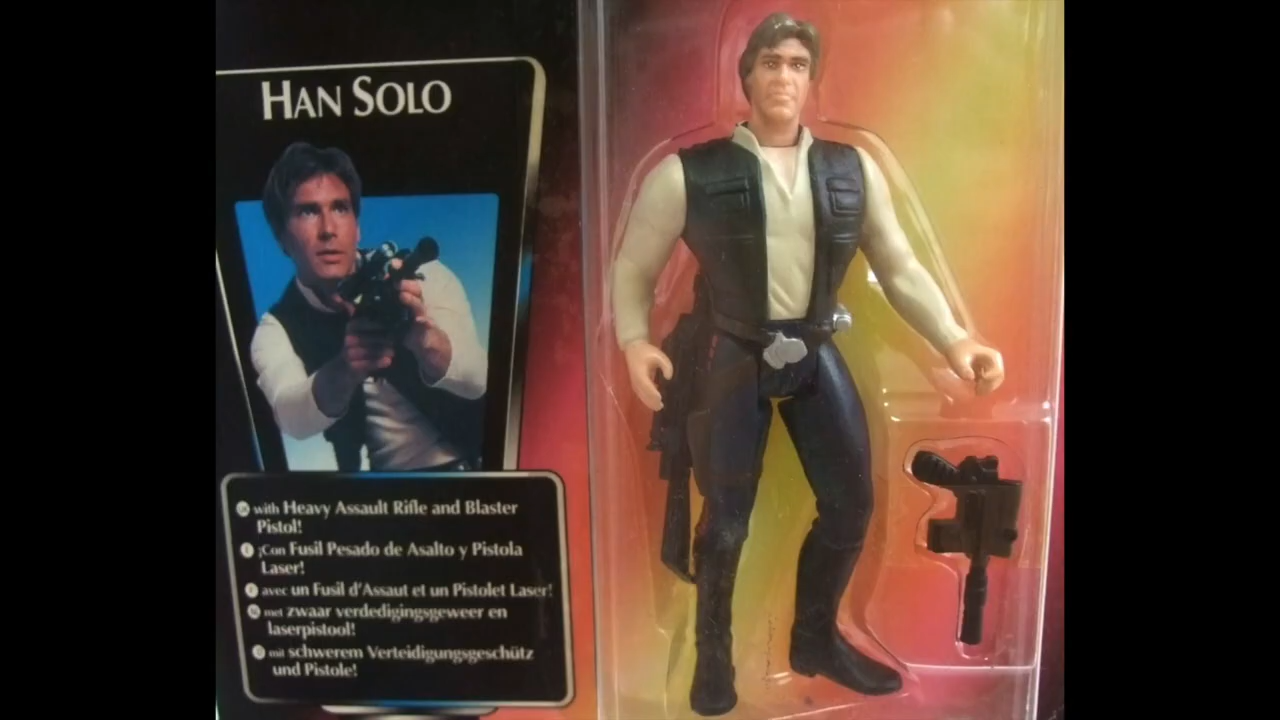 HAN SOLO
with Heavy Assault Rifle and Blaster
Pistol!
¡Con Fusil Pesado de Asalto y Pistola
Laser!
avec un Fusil d'Assaut et un Pistolet Laser!
met zwaar verdedigingsgeweer en
laserpistool!
mit schwerem Verteidigungsgeschütz
und Pistole!